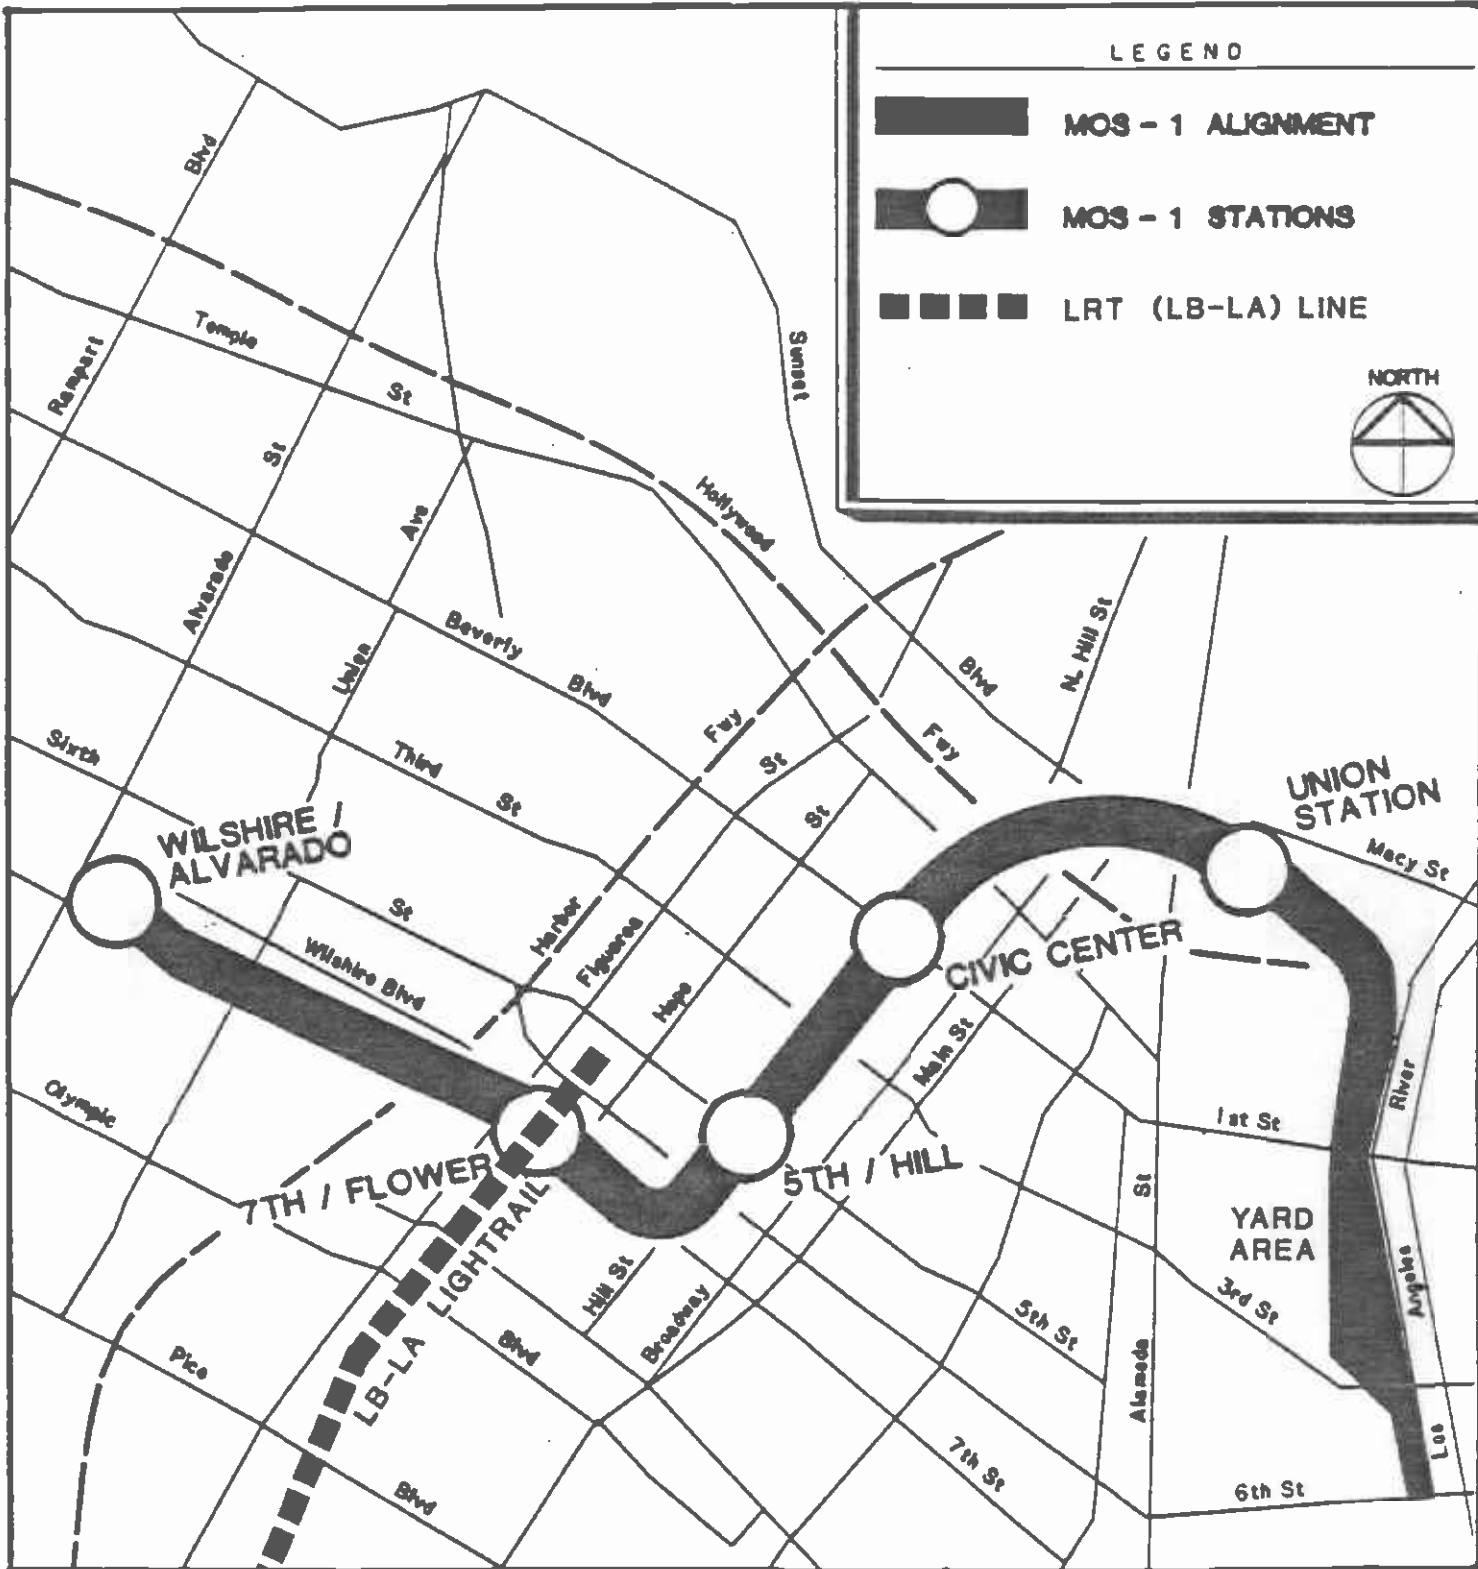 LEGEND
MOS - 1 ALIGNMENT
MOS - 1 STATIONS
LRT (LB-LA) LINE
NORTH
Blvd
Rampart
Temple
St
St
Alvarado
Ave
Union
Sunset
Blvd
Hollywood
Fwy
N. Hill St
Beverly
Blvd
Third
St
Sixth
St
Fwy
Harbor
St
Figueroa
St
Hope
WILSHIRE
ALVARADO
Wilshire Blvd
UNION
STATION
Macy St
CIVIC CENTER
Main St
River
Angeles
Los
1st St
Olympic
Blvd
7TH / FLOWER
5TH / HILL
LB-LA LIGHTRAIL
Hill St
Broadway
St
Alameda
YARD
AREA
3rd St
5th St
7th St
6th St
Pico
Blvd